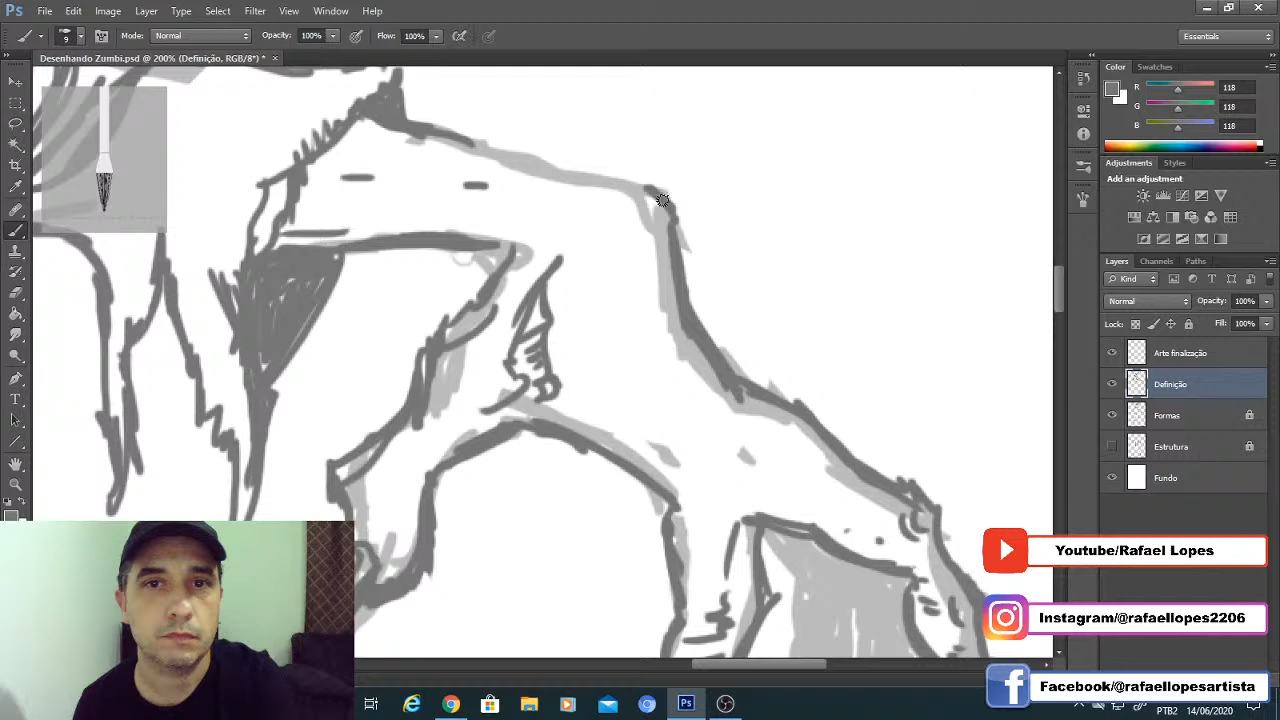 Ps File Edit Image Layer Type Select Filter View Window Help
9 Mode: Normal Opacity: 100% Flow: 100% Essentials
Desenhando Zumbi.psd @ 200% (Definição, RGB/8*) * ×
Color Swatches
R 118
G 118
B 118
Adjustments Styles
Add an adjustment
Layers Channels Paths
Kind
Normal Opacity: 100%
Lock: Fill: 100%
Arte finalização
Definição
Formas
Estrutura
Fundo
Youtube/Rafael Lopes
Instagram/@rafaellopes2206
Facebook/@rafaellopesartista
PTB2 14/06/2020